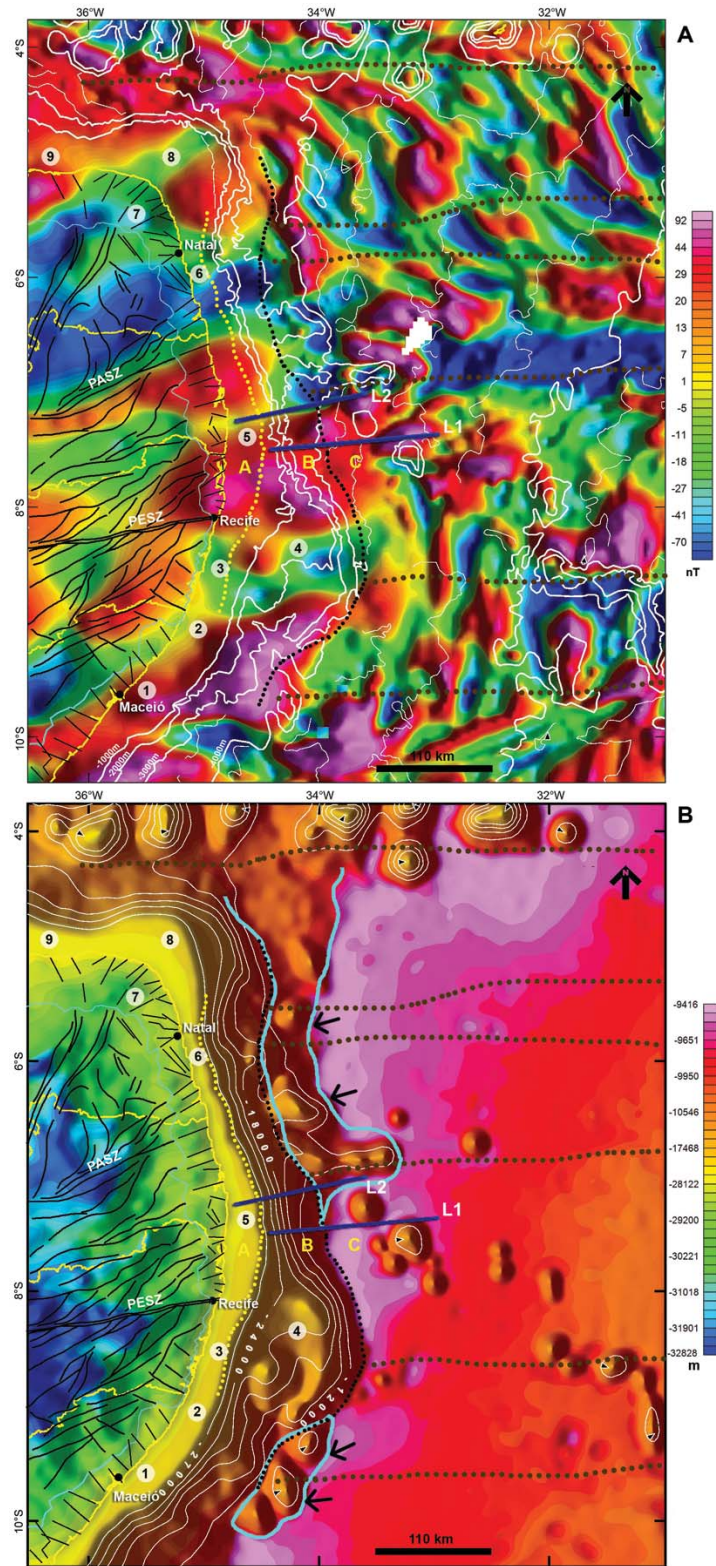 36°W 34°W 32°W
A
4°S
N
9 8
7
Natal
6
6°S
92
44
29
20
13
7
1
-5
-11
-18
-27
-41
-70
nT
PASZ
L2
5
L1
A B C
8°S
PESZ
Recife
4
3
2
1
Maceió
-1000m
-2000m
-3000m
-4000m
10°S
110 km
36°W 34°W 32°W
B
4°S
N
9 8
7
Natal
6
6°S
-18000
-9416
-9651
-9950
-10546
-17468
-28122
-29200
-30221
-31018
-31901
-32828
m
PASZ
L2
5
L1
A B C
8°S
PESZ
Recife
4
3
-24000
-12000
2
1
-27000
Maceió
10°S
110 km